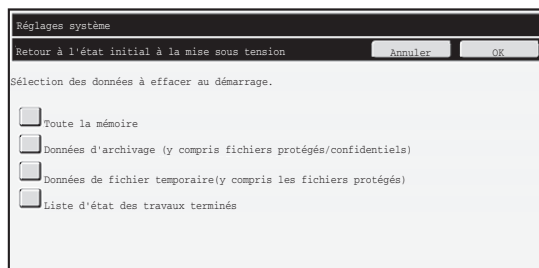 Réglages système
Retour à l'état initial à la mise sous tension Annuler OK
Sélection des données à effacer au démarrage.
Toute la mémoire
Données d'archivage (y compris fichiers protégés/confidentiels)
Données de fichier temporaire(y compris les fichiers protégés)
Liste d'état des travaux terminés